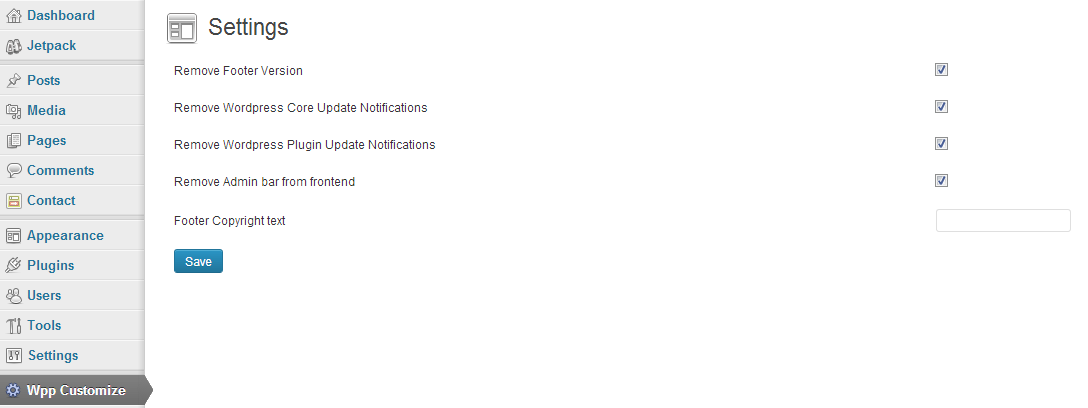 Dashboard
Jetpack
Posts
Media
Pages
Comments
Contact
Appearance
Plugins
Users
Tools
Settings
Wpp Customize
Settings
Remove Footer Version
Remove Wordpress Core Update Notifications
Remove Wordpress Plugin Update Notifications
Remove Admin bar from frontend
Footer Copyright text
Save